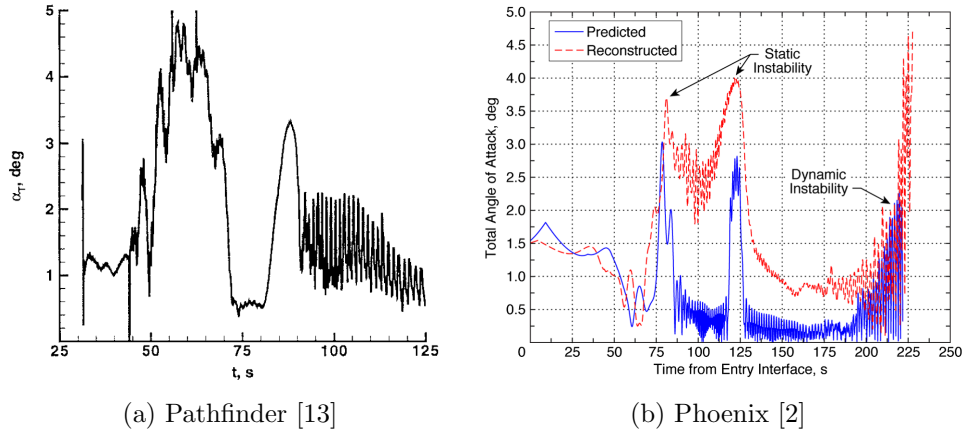 5
4
3
2
1
α_T, deg
25
50
75
100
125
t, s
(a) Pathfinder [13]
5.0
4.5
4.0
3.5
3.0
2.5
2.0
1.5
1.0
0.5
Total Angle of Attack, deg
Predicted
Reconstructed
Static
Instability
Dynamic
Instability
0
25
50
75
100
125
150
175
200
225
250
Time from Entry Interface, s
(b) Phoenix [2]